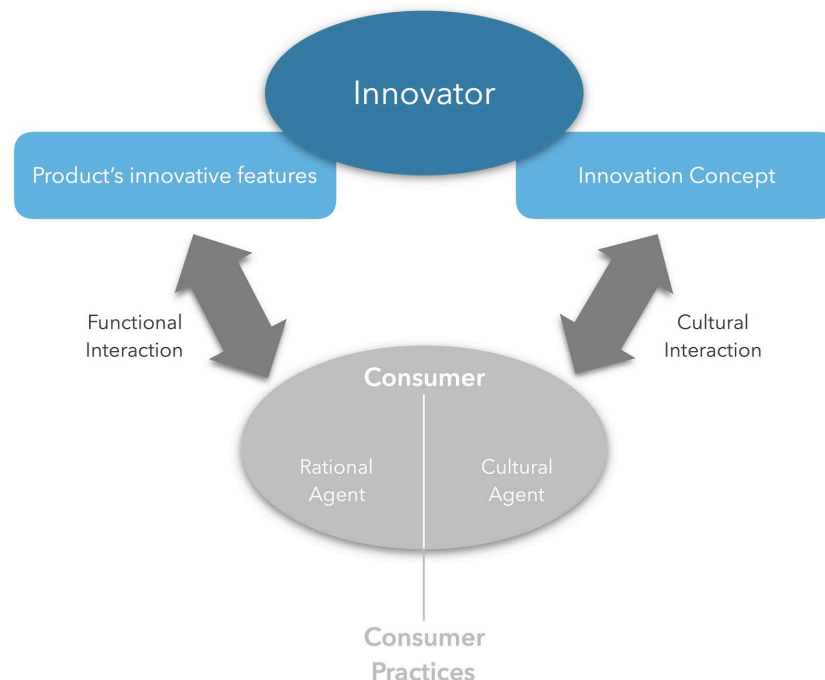 Innovator
Product's innovative features
Innovation Concept
Functional
Interaction
Cultural
Interaction
Consumer
Rational
Agent
Cultural
Agent
Consumer
Practices